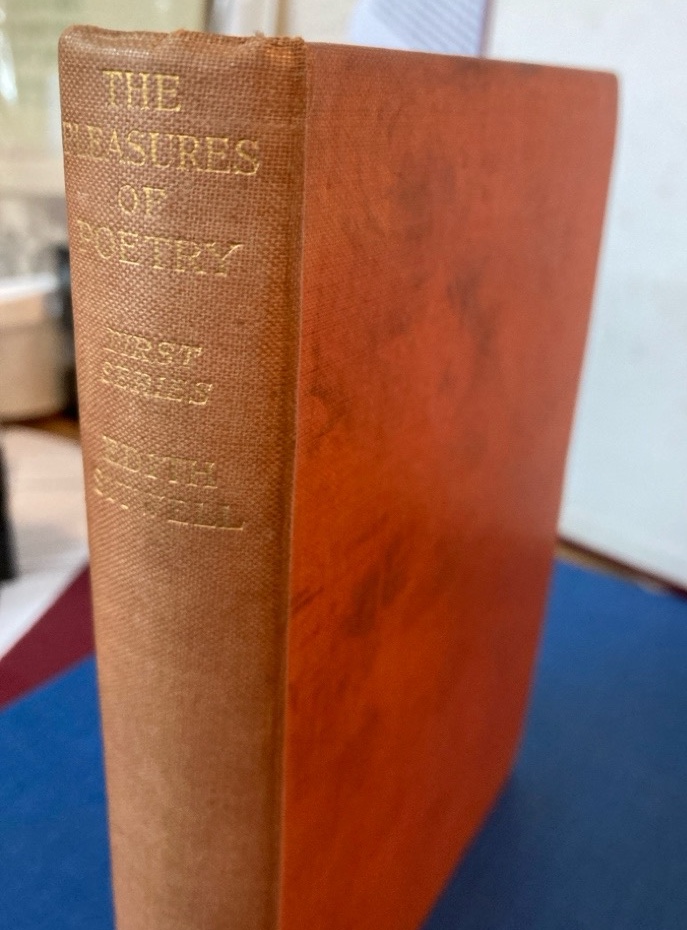 THE
PLEASURES
OF
POETRY
FIRST
SERIES
EDITH
SITWELL